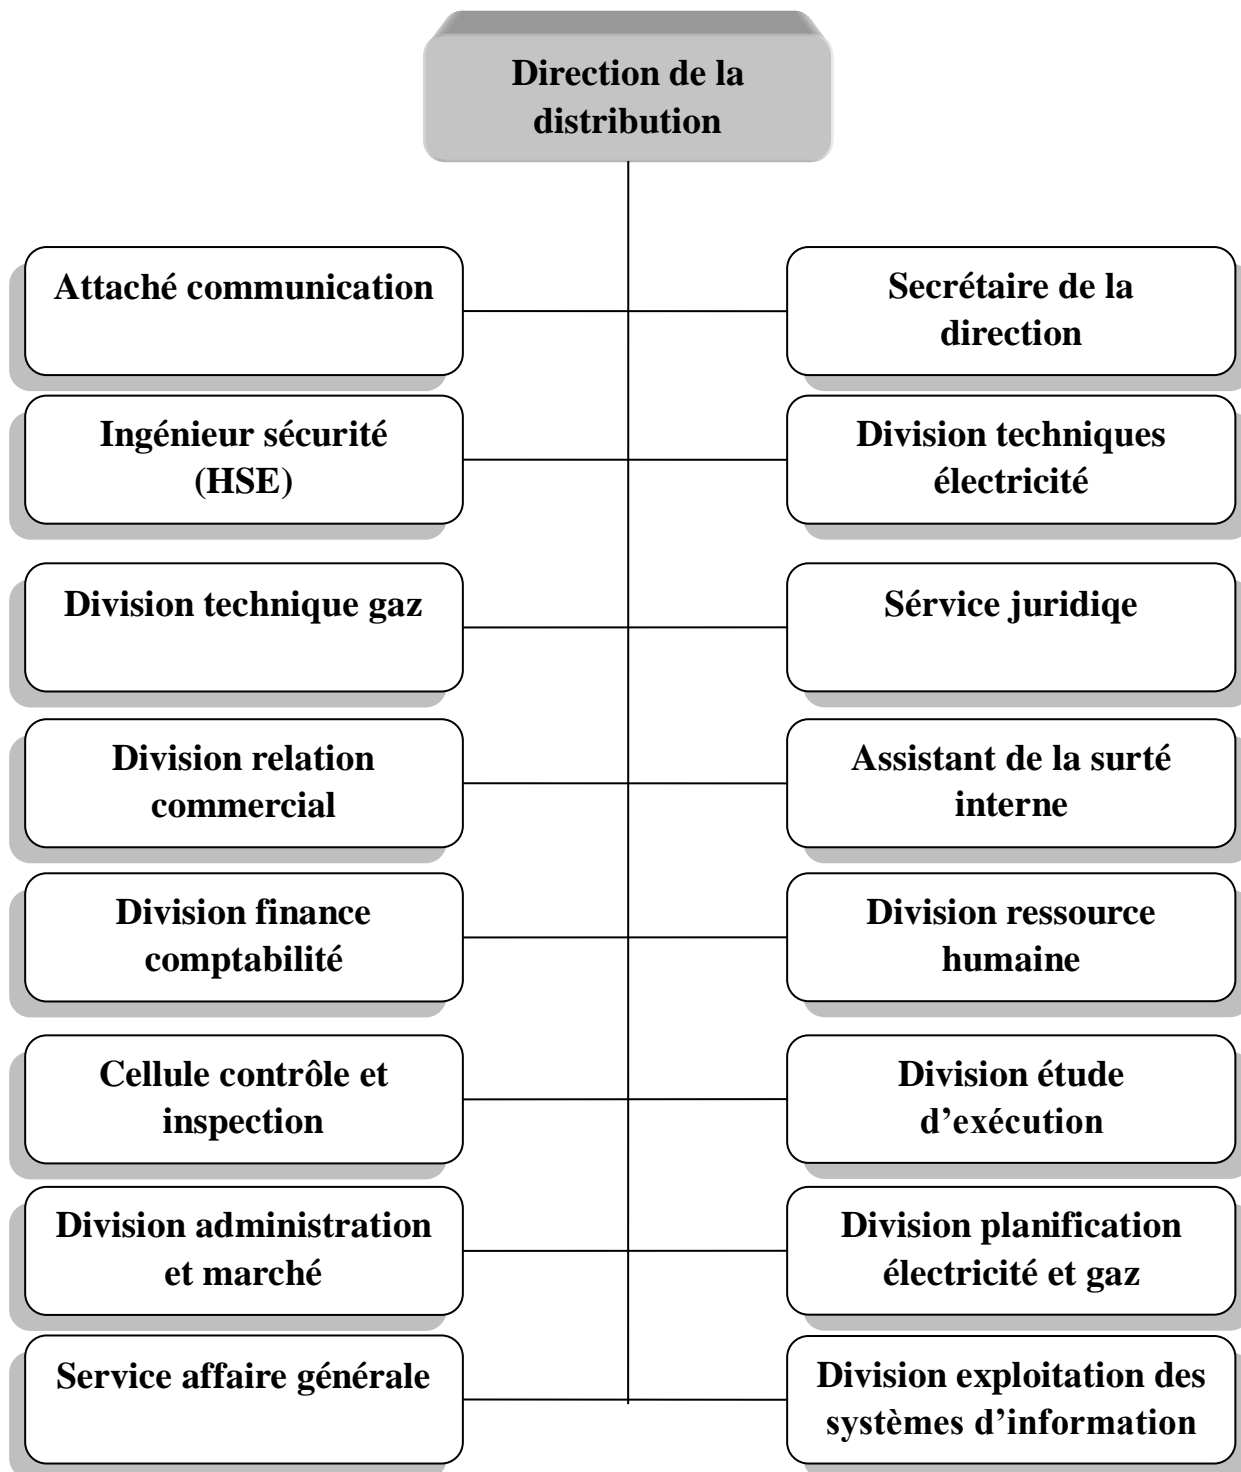 Direction de la
distribution
Attaché communication
Secrétaire de la
direction
Ingénieur sécurité
(HSE)
Division techniques
électricité
Division technique gaz
Sérvice juridiqe
Division relation
commercial
Assistant de la surté
interne
Division finance
comptabilité
Division ressource
humaine
Cellule contrôle et
inspection
Division étude
d’exécution
Division administration
et marché
Division planification
électricité et gaz
Service affaire générale
Division exploitation des
systèmes d’information